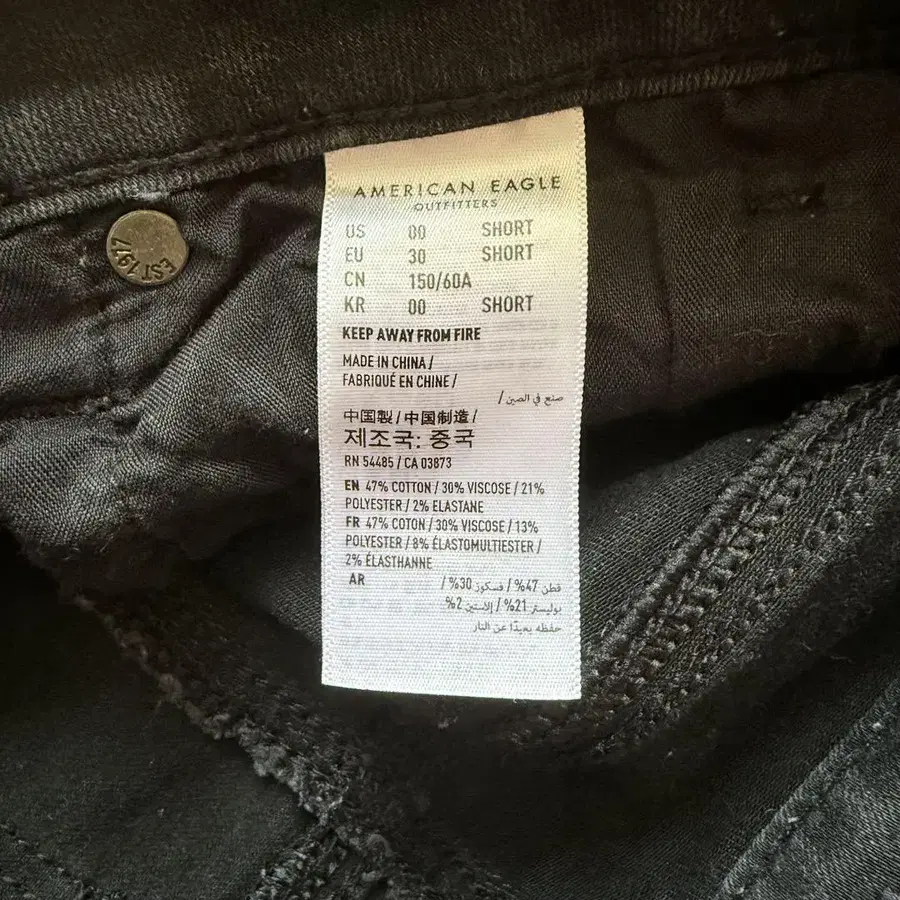 AMERICAN EAGLE
OUTFITTERS
US 00 SHORT
EU 30 SHORT
CN 150/60A
KR 00 SHORT
KEEP AWAY FROM FIRE
MADE IN CHINA /
FABRIQUÉ EN CHINE /
صنع في الصين /
中国製 / 中国制造 /
제조국: 중국
RN 54485 / CA 03873
EN 47% COTTON / 30% VISCOSE / 21%
POLYESTER / 2% ELASTANE
FR 47% COTON / 30% VISCOSE / 13%
POLYESTER / 8% ÉLASTOMULTIESTER /
2% ÉLASTHANNE
AR قطن 47% / فسكوز 30% /
بوليستر 21% / إلاستين 2%
حفظه بعيدًا عن النار
EST 1977